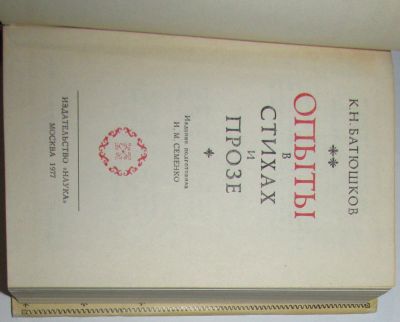 К. Н. БАТЮШКОВ
ОПЫТЫ
В
СТИХАХ
И
ПРОЗЕ
Издание подготовила
И. М. СЕМЕНКО
ИЗДАТЕЛЬСТВО «НАУКА»
МОСКВА 1977